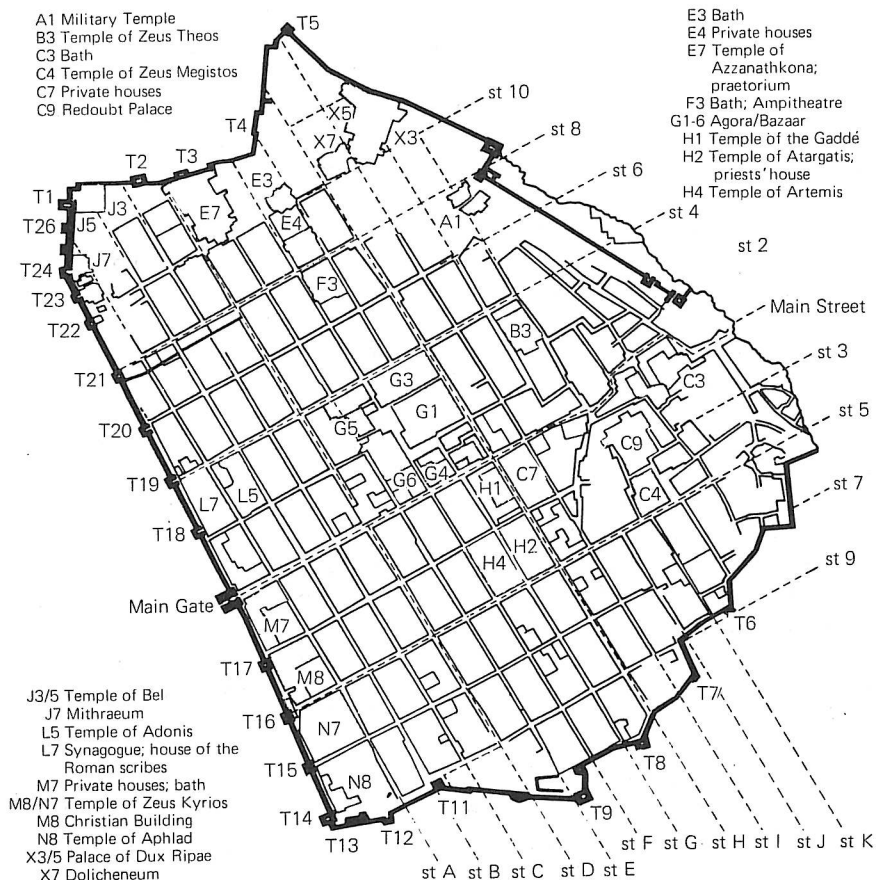 A1 Military Temple
B3 Temple of Zeus Theos
C3 Bath
C4 Temple of Zeus Megistos
C7 Private houses
C9 Redoubt Palace
E3 Bath
E4 Private houses
E7 Temple of
Azzanathkona;
praetorium
F3 Bath; Ampitheatre
G1-6 Agora/Bazaar
H1 Temple of the Gaddé
H2 Temple of Atargatis;
priests' house
H4 Temple of Artemis
T5
st 10
X5
X3
T4
X7
st 8
T2
T3
E3
st 6
T1
J3
E7
A1
T26
J5
E4
st 4
st 2
T24
J7
F3
T23
T22
Main Street
B3
T21
G3
C3
st 3
G1
G5
T20
st 5
C9
T19
G6
G4
C7
L5
H1
C4
L7
st 7
T18
H2
H4
st 9
Main Gate
T6
M7
T17
M8
T7
T16
N7
T8
T15
N8
T11
T9
T14
T13
T12
st A
st B
st C
st D
st E
st F
st G
st H
st I
st J
st K
J3/5 Temple of Bel
J7 Mithraeum
L5 Temple of Adonis
L7 Synagogue; house of the
Roman scribes
M7 Private houses; bath
M8/N7 Temple of Zeus Kyrios
M8 Christian Building
N8 Temple of Aphlad
X3/5 Palace of Dux Ripae
X7 Dolicheneum